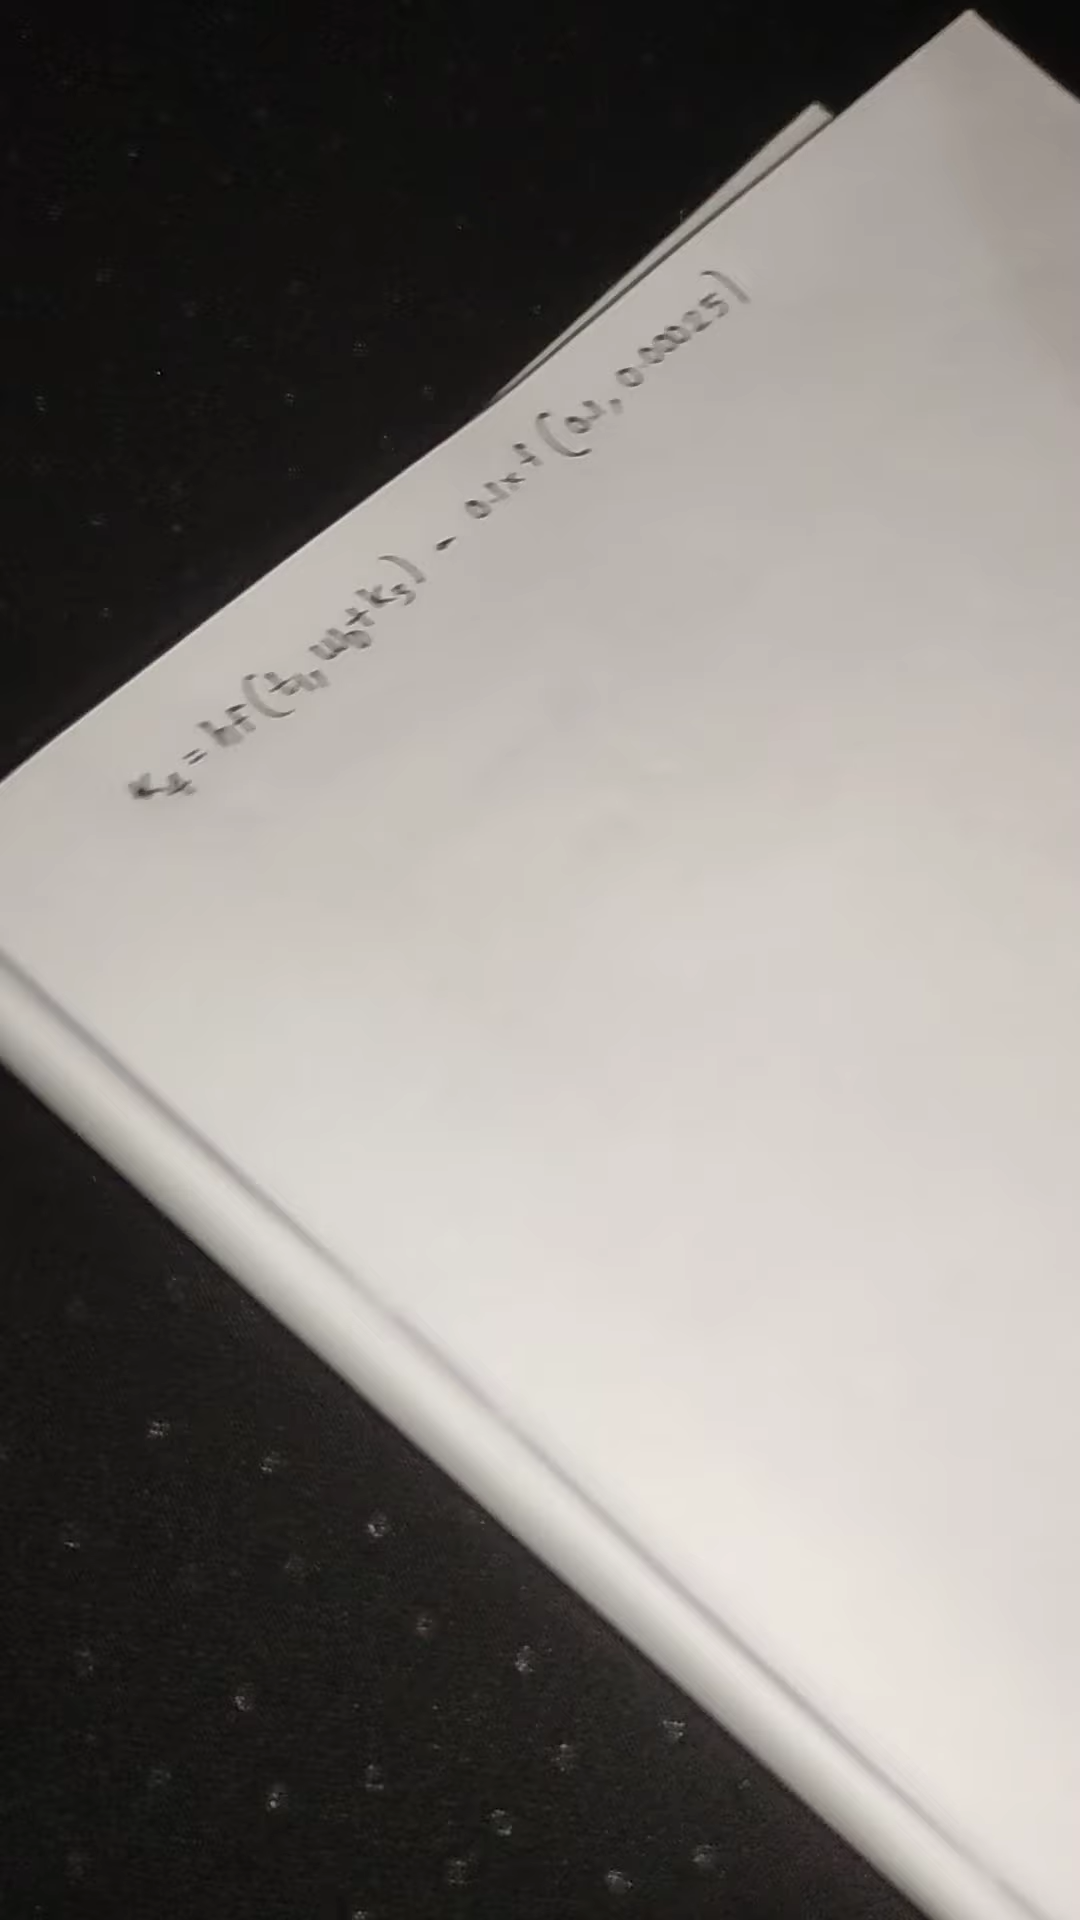 K₄ = hf(t₁, u₀+k₃) - 0.1×f(0.1, 0.00025)